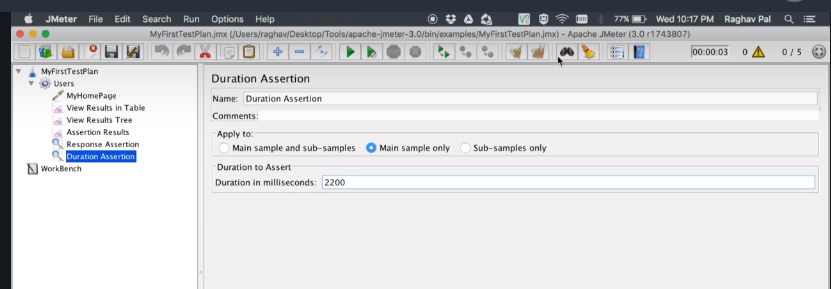 JMeter File Edit Search Run Options Help 77% Wed 10:17 PM Raghav Pal
MyFirstTestPlan.jmx (/Users/raghav/Desktop/Tools/apache-jmeter-3.0/bin/examples/MyFirstTestPlan.jmx) - Apache JMeter (3.0 r1743807)
00:00:03 0 0 / 5
MyFirstTestPlan
Users
MyHomePage
View Results in Table
View Results Tree
Assertion Results
Response Assertion
Duration Assertion
WorkBench
Duration Assertion
Name: Duration Assertion
Comments:
Apply to:
Main sample and sub-samples Main sample only Sub-samples only
Duration to Assert
Duration in milliseconds: 2200